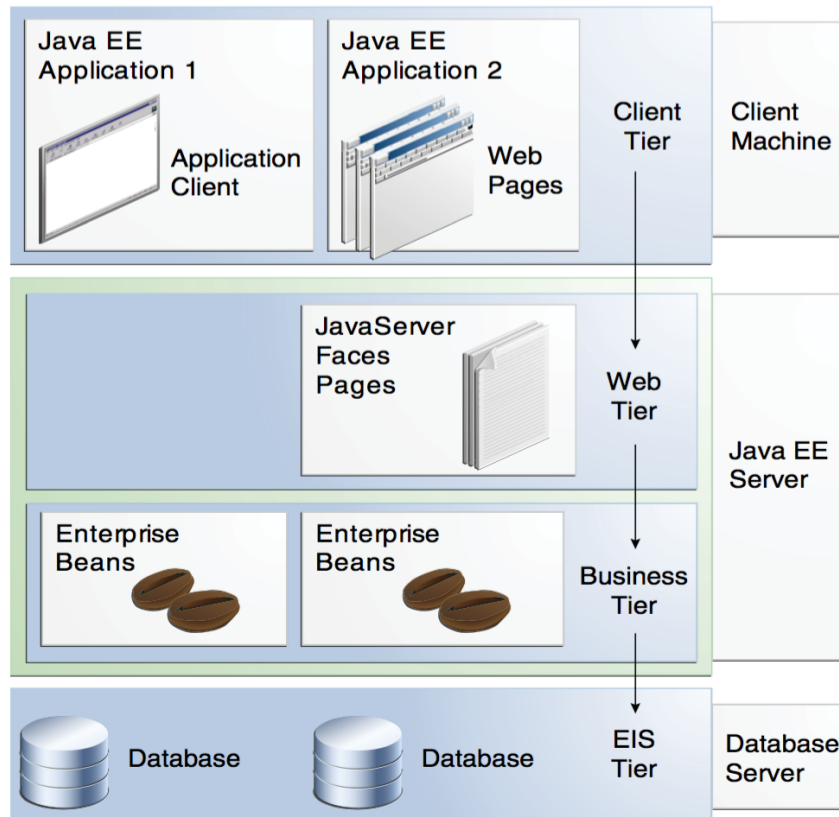 Java EE
Application 1
Application
Client
Java EE
Application 2
Web
Pages
Client
Tier
Client
Machine
JavaServer
Faces
Pages
Web
Tier
Java EE
Server
Enterprise
Beans
Enterprise
Beans
Business
Tier
Database
Database
EIS
Tier
Database
Server